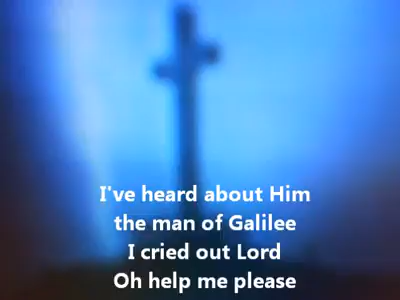 I've heard about Him
the man of Galilee
I cried out Lord
Oh help me please